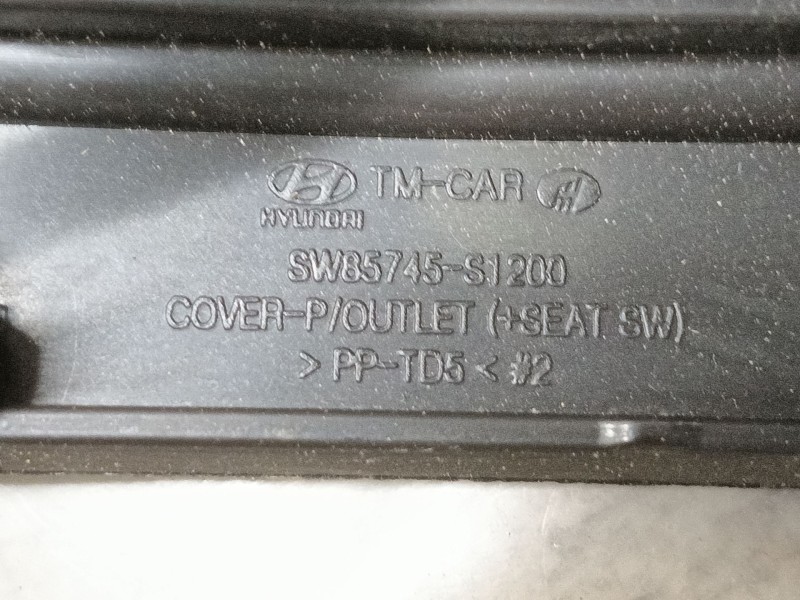 TM-CAR
HYUNDAI
SW85745-S1200
COVER-P/OUTLET (+SEAT SW)
>PP-TD5< #2